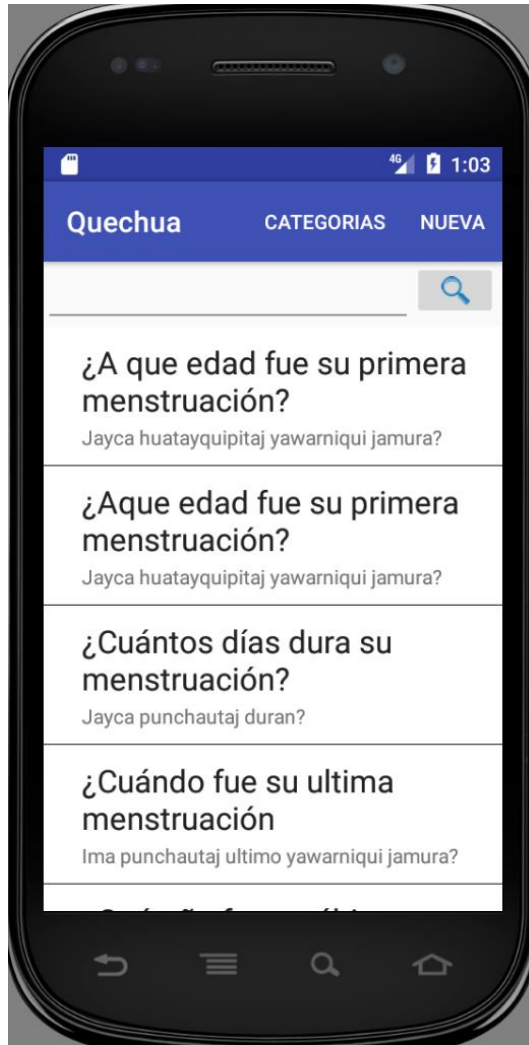 4G 1:03
Quechua CATEGORIAS NUEVA
¿A que edad fue su primera
menstruación?
Jayca huatayquipitaj yawarniqui jamura?
¿Aque edad fue su primera
menstruación?
Jayca huatayquipitaj yawarniqui jamura?
¿Cuántos días dura su
menstruación?
Jayca punchautaj duran?
¿Cuándo fue su ultima
menstruación
Ima punchautaj ultimo yawarniqui jamura?